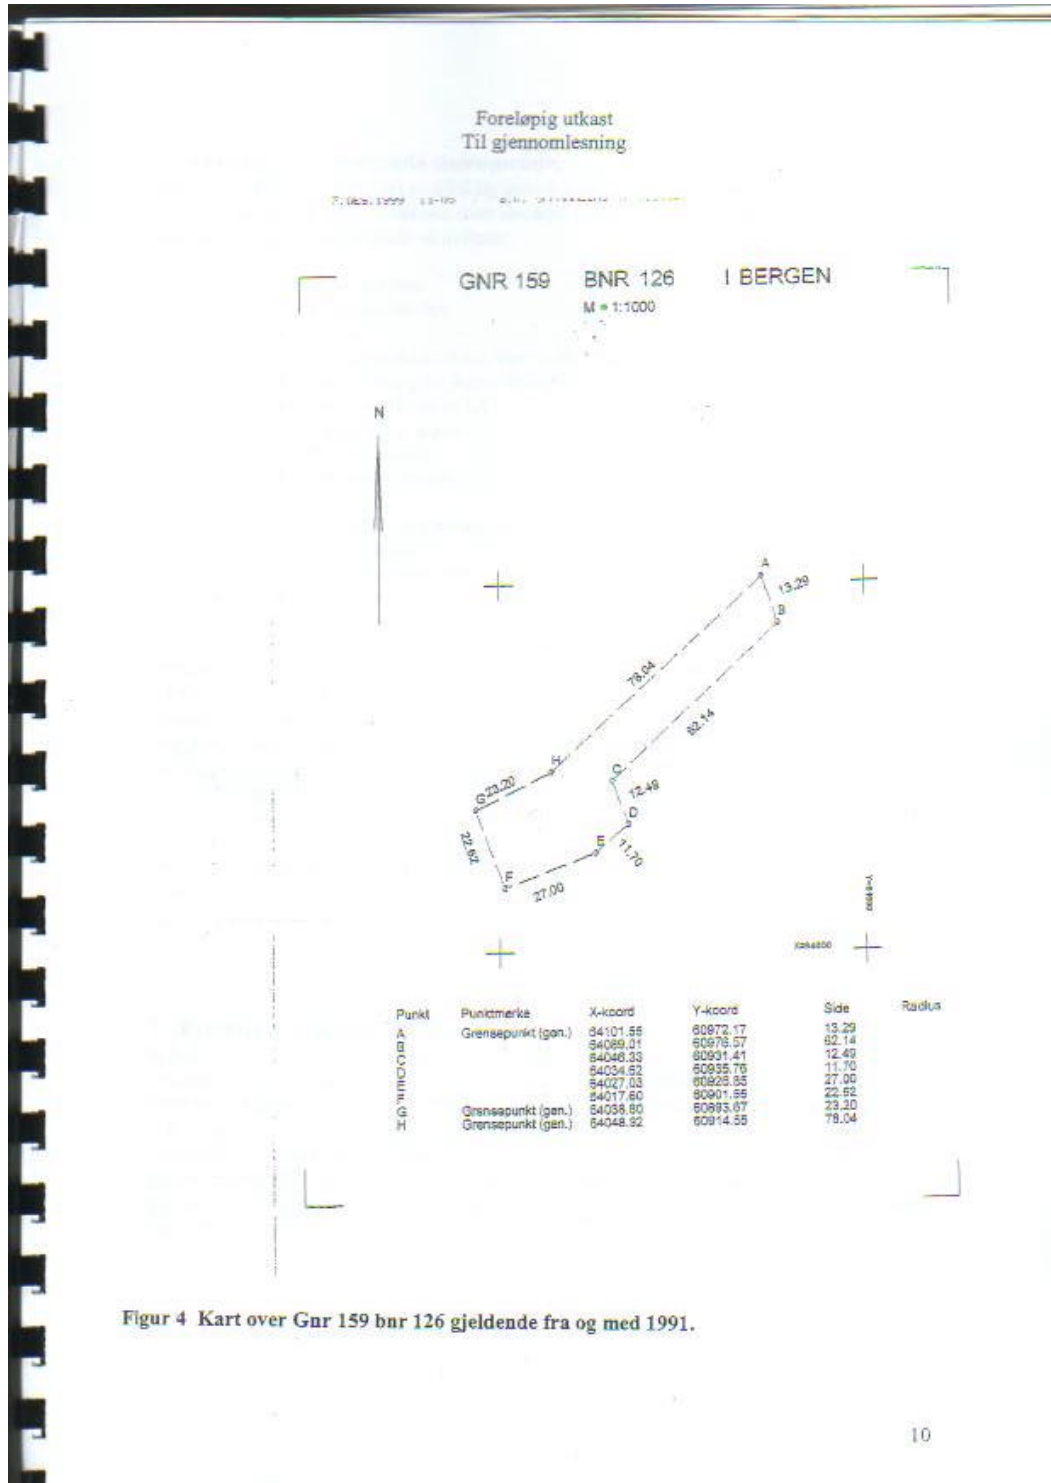 Foreløpig utkast
Til gjennomlesning
GNR 159 BNR 126 I BERGEN
M = 1:1000
N
A
13.29
B
78.04
62.14
H
C
23.20
12.49
G
D
E
11.70
22.62
F
27.00
Punkt Punktmerke X-koord Y-koord Side Radius
A Grensepunkt (gen.) 64101.55 60972.17 13.29
B 64089.01 60976.57 62.14
C 64046.33 60931.41 12.49
D 64034.62 60935.76 11.70
E 64027.03 60926.85 27.00
F 64017.60 60901.55 22.62
G Grensepunkt (gen.) 64038.80 60893.67 23.20
H Grensepunkt (gen.) 64048.92 60914.55 78.04
Figur 4 Kart over Gnr 159 bnr 126 gjeldende fra og med 1991.
10